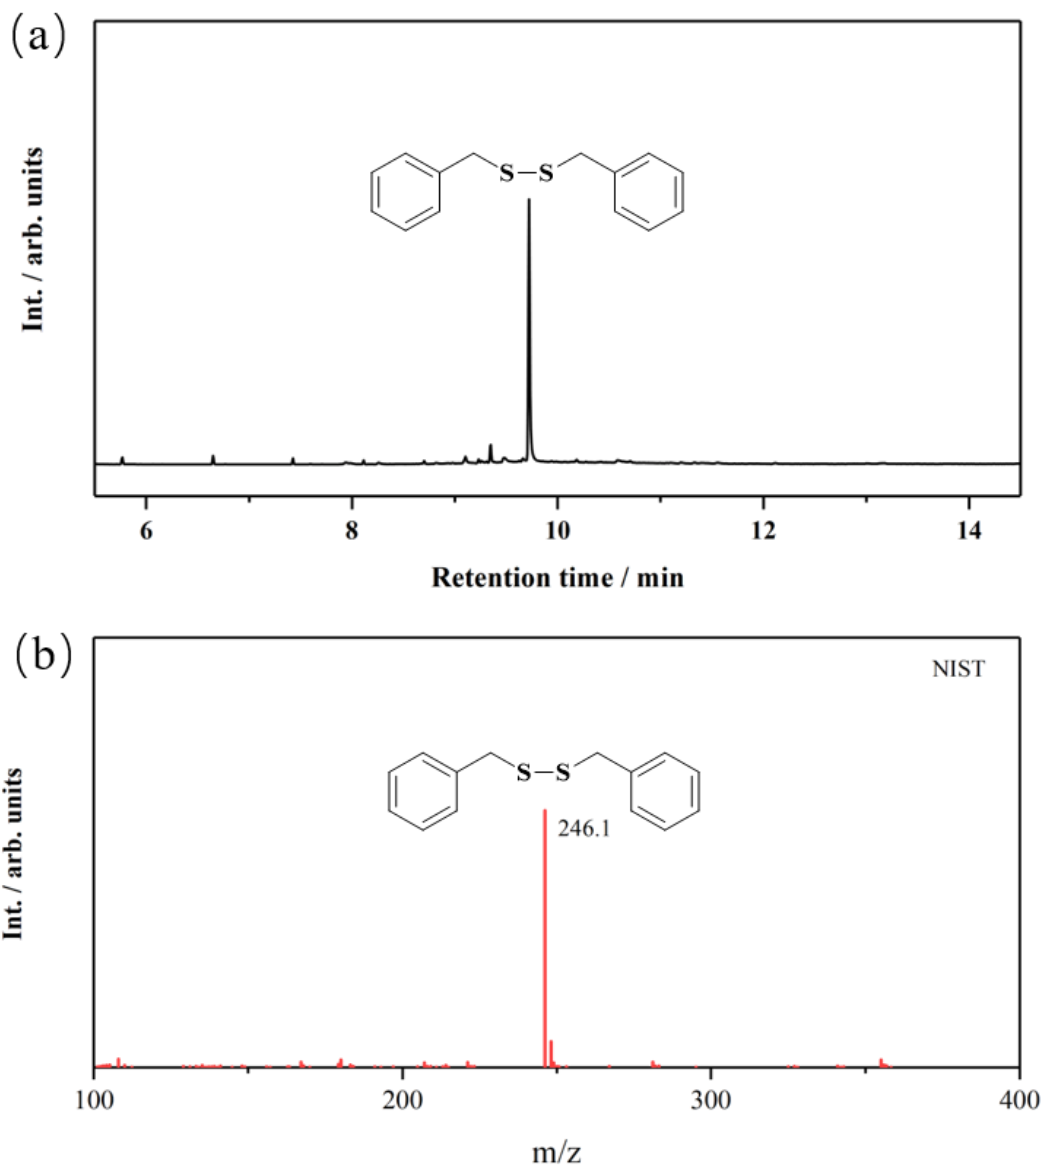 (a)
Int. / arb. units
S–S
6 8 10 12 14
Retention time / min
(b)
NIST
Int. / arb. units
S–S
246.1
100 200 300 400
m/z